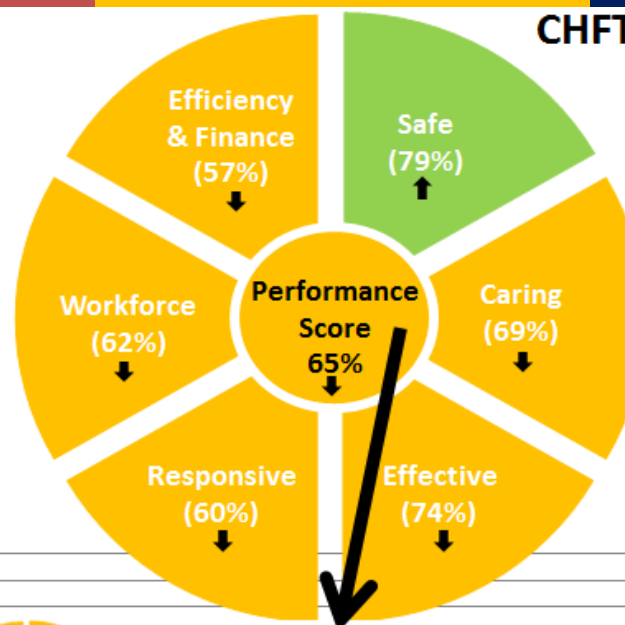 CHFT
Efficiency
& Finance
(57%)
Safe
(79%)
Workforce
(62%)
Performance
Score
65%
Caring
(69%)
Responsive
(60%)
Effective
(74%)